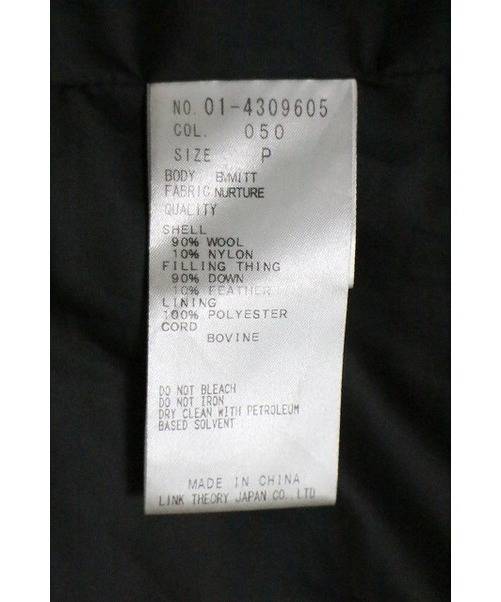 NO. 01-4309605
COL. 050
SIZE P
BODY B.MITT
FABRIC NURTURE
QUALITY
SHELL
90% WOOL
10% NYLON
FILLING THING
90% DOWN
10% FEATHER
LINING
100% POLYESTER
CORD
BOVINE
DO NOT BLEACH
DO NOT IRON
DRY CLEAN WITH PETROLEUM
BASED SOLVENT
MADE IN CHINA
LINK THEORY JAPAN CO. LTD